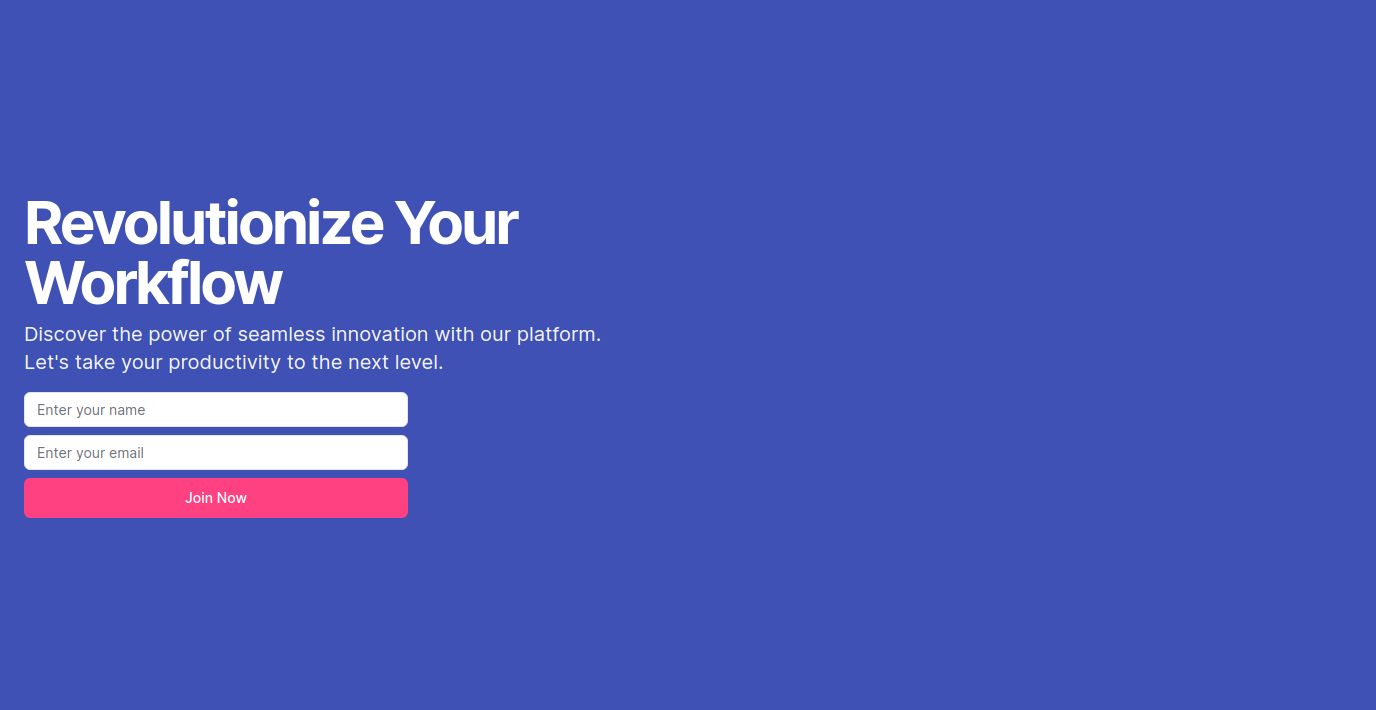 Revolutionize Your
Workflow
Discover the power of seamless innovation with our platform.
Let's take your productivity to the next level.
Enter your name
Enter your email
Join Now